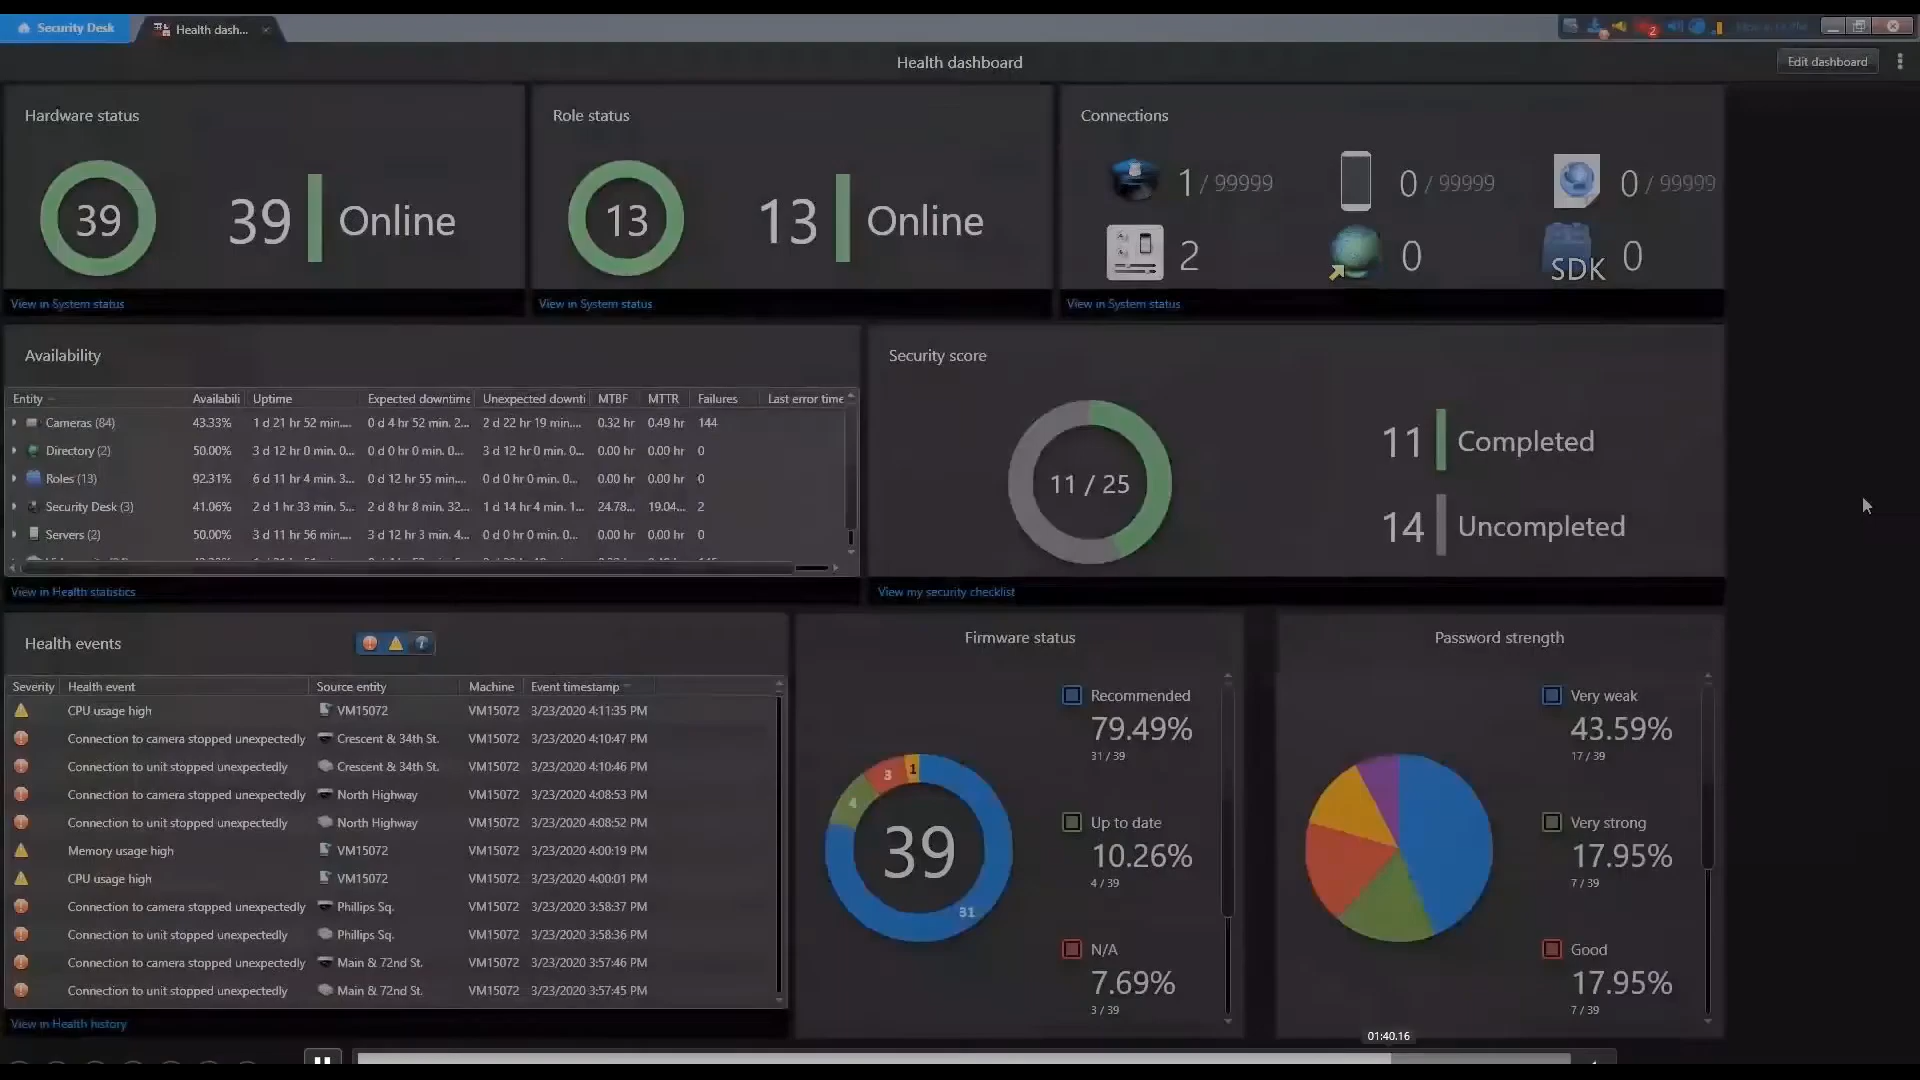 Security Desk
Health dash...
2
Health dashboard
Edit dashboard
Hardware status
39
39 Online
View in System status
Role status
13
13 Online
View in System status
Connections
1 / 99999
0 / 99999
0 / 99999
2
0
SDK 0
View in System status
Availability
Entity Availabili Uptime Expected downtime Unexpected downti MTBF MTTR Failures Last error time
Cameras (84) 43.33% 1 d 21 hr 52 min.... 0 d 4 hr 52 min. 2... 2 d 22 hr 19 min.... 0.32 hr 0.49 hr 144
Directory (2) 50.00% 3 d 12 hr 0 min. 0... 0 d 0 hr 0 min. 0... 3 d 12 hr 0 min. 0... 0.00 hr 0.00 hr 0
Roles (13) 92.31% 6 d 11 hr 4 min. 3... 0 d 12 hr 55 min.... 0 d 0 hr 0 min. 0... 0.00 hr 0.00 hr 0
Security Desk (3) 41.06% 2 d 1 hr 33 min. 5... 2 d 8 hr 8 min. 32... 1 d 14 hr 4 min. 1... 24.78... 19.04... 2
Servers (2) 50.00% 3 d 11 hr 56 min.... 3 d 12 hr 3 min. 4... 0 d 0 hr 0 min. 0... 0.00 hr 0.00 hr 0
View in Health statistics
Security score
11 / 25
11 Completed
14 Uncompleted
View my security checklist
Health events
Severity Health event Source entity Machine Event timestamp
CPU usage high VM15072 VM15072 3/23/2020 4:11:35 PM
Connection to camera stopped unexpectedly Crescent & 34th St. VM15072 3/23/2020 4:10:47 PM
Connection to unit stopped unexpectedly Crescent & 34th St. VM15072 3/23/2020 4:10:46 PM
Connection to camera stopped unexpectedly North Highway VM15072 3/23/2020 4:08:53 PM
Connection to unit stopped unexpectedly North Highway VM15072 3/23/2020 4:08:52 PM
Memory usage high VM15072 VM15072 3/23/2020 4:00:19 PM
CPU usage high VM15072 VM15072 3/23/2020 4:00:01 PM
Connection to camera stopped unexpectedly Phillips Sq. VM15072 3/23/2020 3:58:37 PM
Connection to unit stopped unexpectedly Phillips Sq. VM15072 3/23/2020 3:58:36 PM
Connection to camera stopped unexpectedly Main & 72nd St. VM15072 3/23/2020 3:57:46 PM
Connection to unit stopped unexpectedly Main & 72nd St. VM15072 3/23/2020 3:57:45 PM
View in Health history
Firmware status
4
3
1
39
31
Recommended
79.49%
31 / 39
Up to date
10.26%
4 / 39
N/A
7.69%
3 / 39
Password strength
Very weak
43.59%
17 / 39
Very strong
17.95%
7 / 39
Good
17.95%
7 / 39
01:40.16